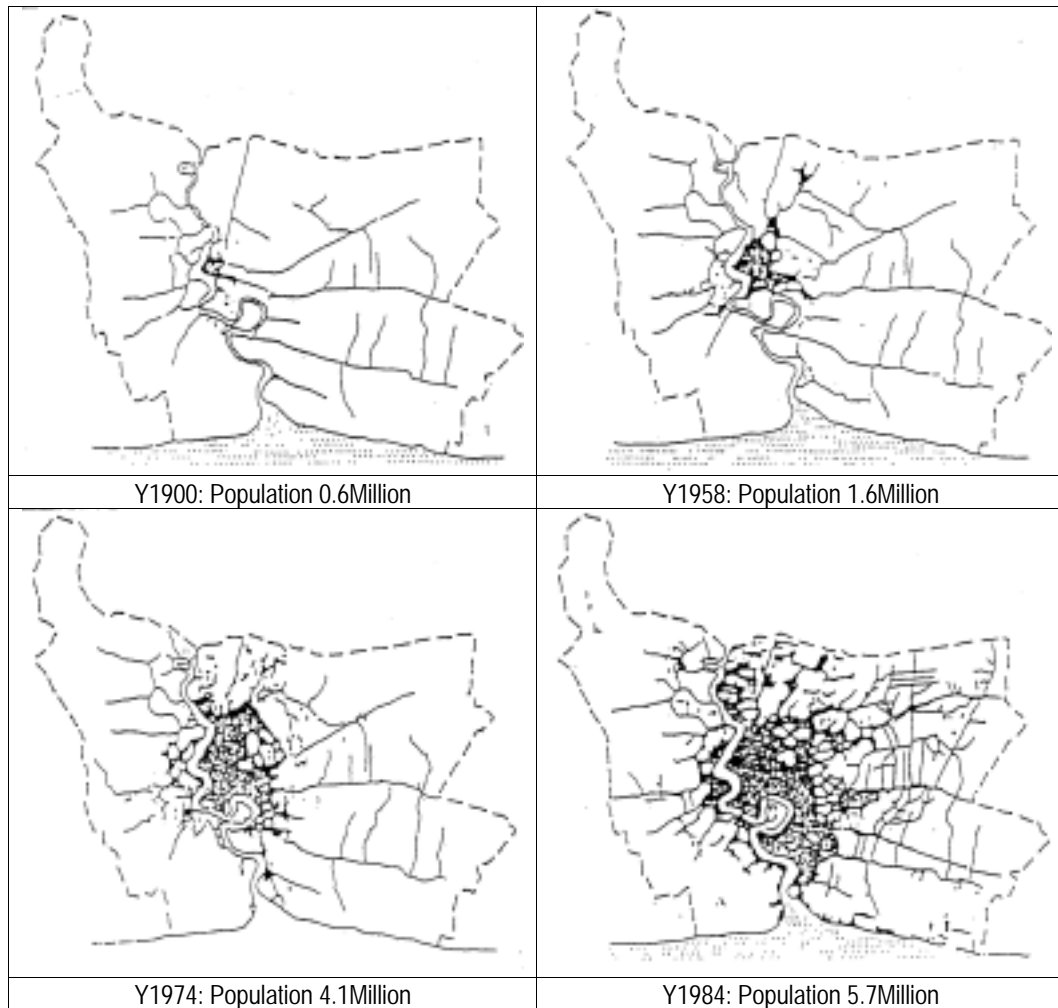 Y1900: Population 0.6Million
Y1958: Population 1.6Million
Y1974: Population 4.1Million
Y1984: Population 5.7Million